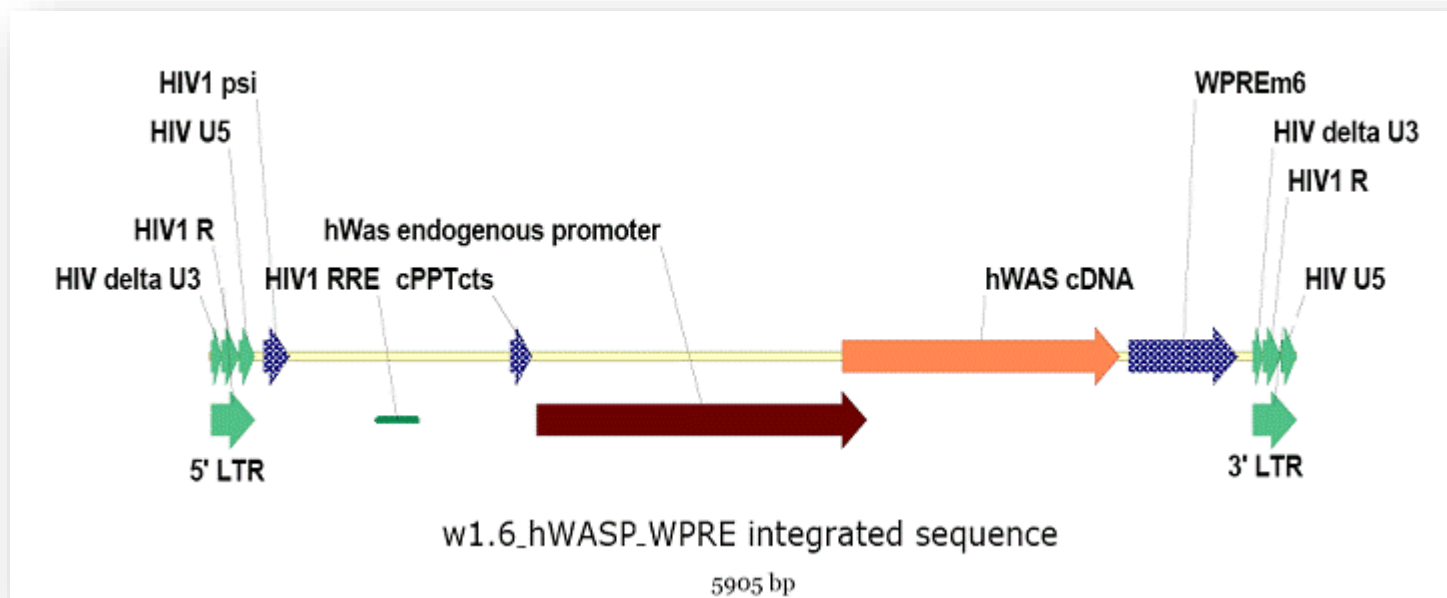 HIV1 psi
WPREm6
HIV U5
HIV delta U3
HIV1 R
HIV1 R
hWas endogenous promoter
HIV delta U3
HIV1 RRE
cPPTcts
hWAS cDNA
HIV U5
5' LTR
3' LTR
w1.6_hWASP_WPRE integrated sequence
5905 bp